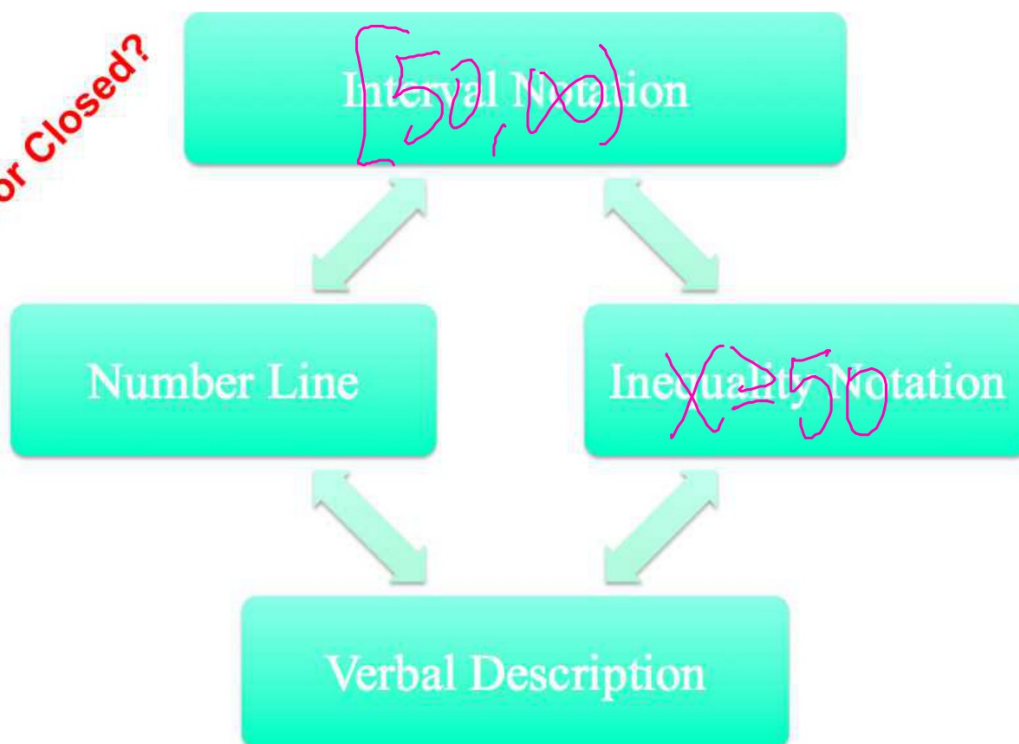 or Closed?
Interval Notation
[50, ∞)
Number Line
Inequality Notation
X ≥ 50
Verbal Description